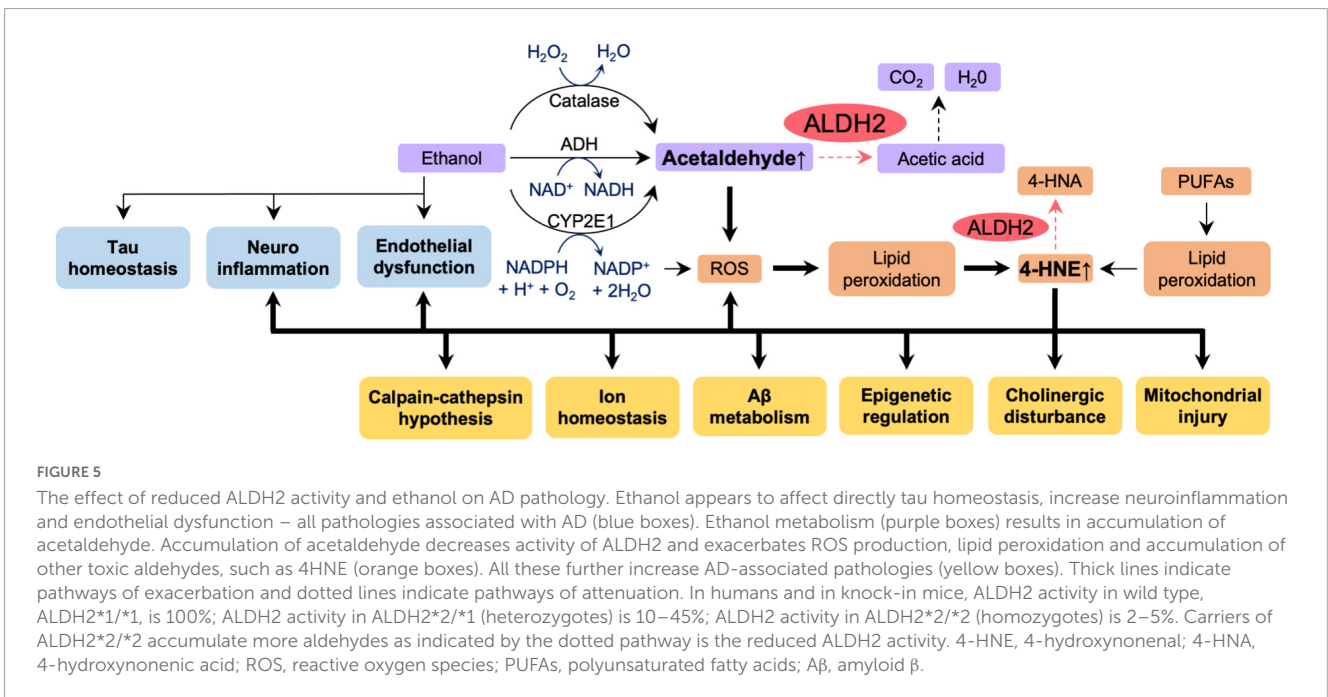 H₂O₂ H₂O
Catalase
CO₂ H₂0
ALDH2
Ethanol
ADH
Acetaldehyde↑
Acetic acid
NAD⁺ NADH
4-HNA
PUFAs
CYP2E1
ALDH2
Tau
homeostasis
Neuro
inflammation
Endothelial
dysfunction
NADPH
+ H⁺ + O₂
NADP⁺
+ 2H₂O
ROS
Lipid
peroxidation
4-HNE↑
Lipid
peroxidation
Calpain-cathepsin
hypothesis
Ion
homeostasis
Aβ
metabolism
Epigenetic
regulation
Cholinergic
disturbance
Mitochondrial
injury
FIGURE 5
The effect of reduced ALDH2 activity and ethanol on AD pathology. Ethanol appears to affect directly tau homeostasis, increase neuroinflammation
and endothelial dysfunction – all pathologies associated with AD (blue boxes). Ethanol metabolism (purple boxes) results in accumulation of
acetaldehyde. Accumulation of acetaldehyde decreases activity of ALDH2 and exacerbates ROS production, lipid peroxidation and accumulation of
other toxic aldehydes, such as 4HNE (orange boxes). All these further increase AD-associated pathologies (yellow boxes). Thick lines indicate
pathways of exacerbation and dotted lines indicate pathways of attenuation. In humans and in knock-in mice, ALDH2 activity in wild type,
ALDH2*1/*1, is 100%; ALDH2 activity in ALDH2*2/*1 (heterozygotes) is 10–45%; ALDH2 activity in ALDH2*2/*2 (homozygotes) is 2–5%. Carriers of
ALDH2*2/*2 accumulate more aldehydes as indicated by the dotted pathway is the reduced ALDH2 activity. 4-HNE, 4-hydroxynonenal; 4-HNA,
4-hydroxynonenic acid; ROS, reactive oxygen species; PUFAs, polyunsaturated fatty acids; Aβ, amyloid β.